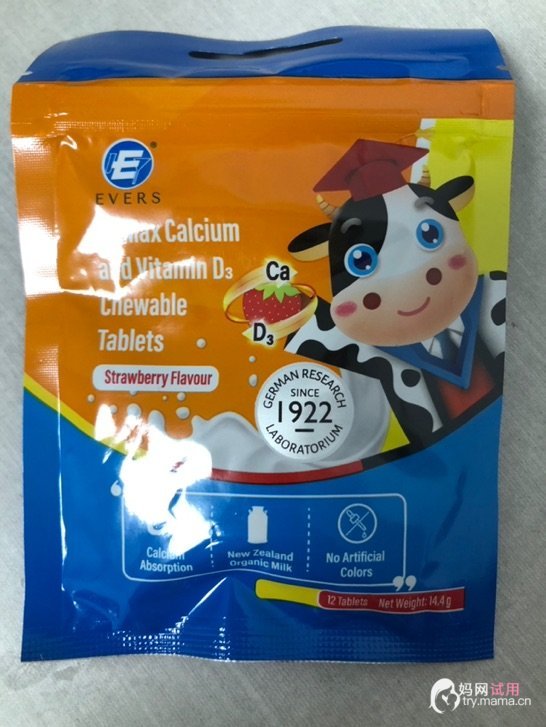 EVERS
Calcium
and Vitamin D₃
Chewable
Tablets
Strawberry Flavour
Ca
D₃
GERMAN RESEARCH
SINCE
1922
LABORATORIUM
Calcium
Absorption
New Zealand
Organic Milk
No Artificial
Colors
12 Tablets Net Weight: 14.4 g
妈网试用
try.mama.cn